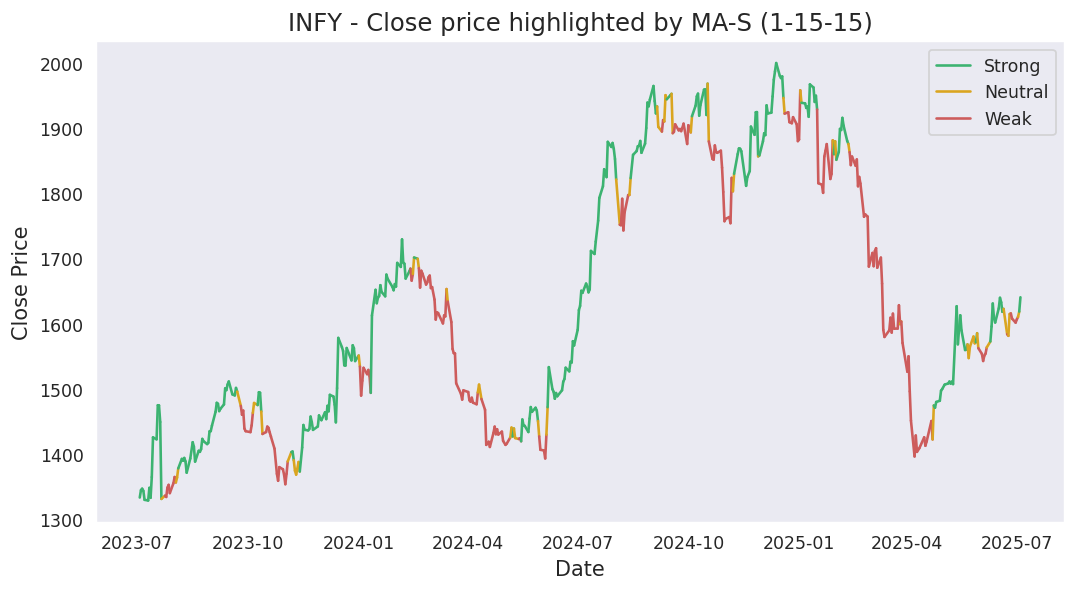 INFY - Close price highlighted by MA-S (1-15-15)
Strong
Neutral
Weak
Close Price
2000
1900
1800
1700
1600
1500
1400
1300
2023-07 2023-10 2024-01 2024-04 2024-07 2024-10 2025-01 2025-04 2025-07
Date